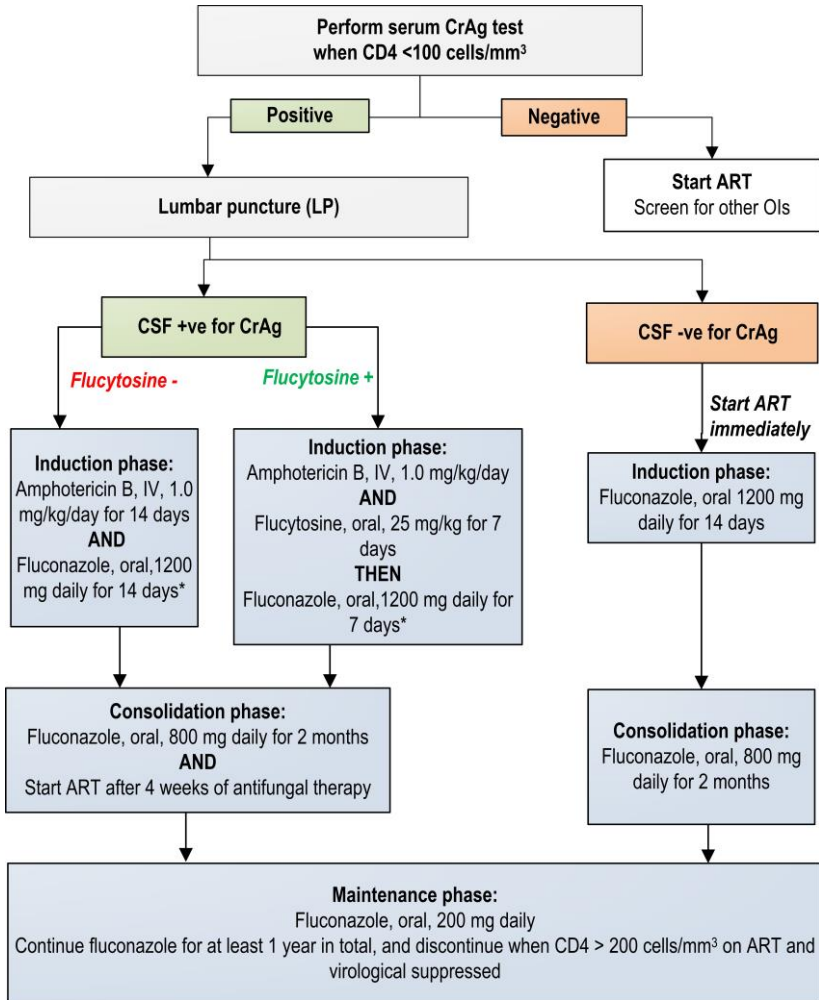 Perform serum CrAg test
when CD4 <100 cells/mm³
Positive
Negative
Start ART
Screen for other OIs
Lumbar puncture (LP)
CSF +ve for CrAg
CSF -ve for CrAg
Flucytosine -
Flucytosine +
Start ART
immediately
Induction phase:
Amphotericin B, IV, 1.0
mg/kg/day for 14 days
AND
Fluconazole, oral,1200
mg daily for 14 days*
Induction phase:
Amphotericin B, IV, 1.0 mg/kg/day
AND
Flucytosine, oral, 25 mg/kg for 7
days
THEN
Fluconazole, oral,1200 mg daily for
7 days*
Induction phase:
Fluconazole, oral 1200 mg
daily for 14 days
Consolidation phase:
Fluconazole, oral, 800 mg daily for 2 months
AND
Start ART after 4 weeks of antifungal therapy
Consolidation phase:
Fluconazole, oral, 800 mg
daily for 2 months
Maintenance phase:
Fluconazole, oral, 200 mg daily
Continue fluconazole for at least 1 year in total, and discontinue when CD4 > 200 cells/mm³ on ART and
virological suppressed